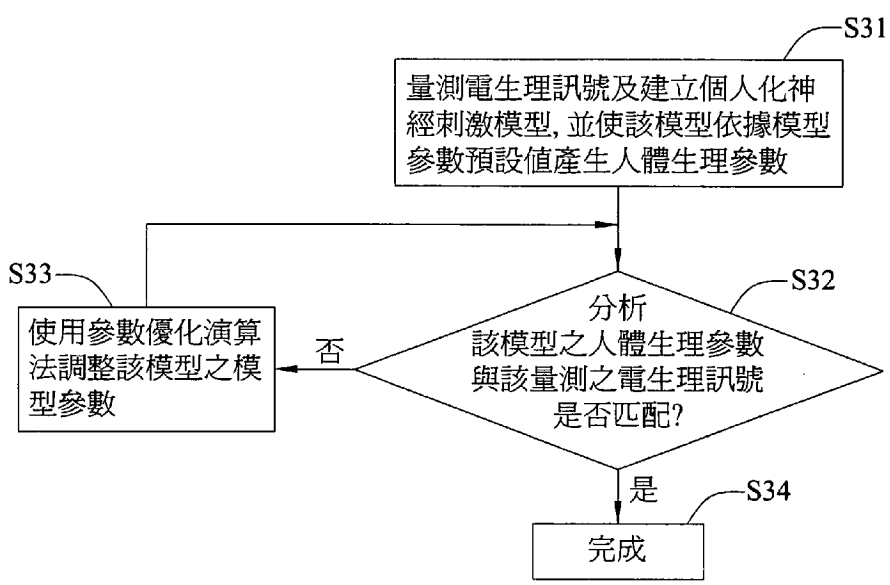 S31
量測電生理訊號及建立個人化神
經刺激模型, 並使該模型依據模型
參數預設值產生人體生理參數
S32
分析
該模型之人體生理參數
與該量測之電生理訊號
是否匹配?
S33
使用參數優化演算
法調整該模型之模
型參數
否
是
S34
完成